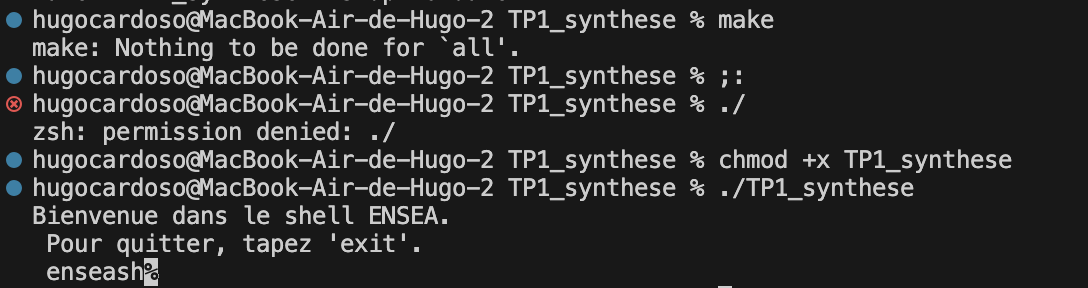 hugocardoso@MacBook-Air-de-Hugo-2 TP1_synthese % make
make: Nothing to be done for `all'.
hugocardoso@MacBook-Air-de-Hugo-2 TP1_synthese % ;:
hugocardoso@MacBook-Air-de-Hugo-2 TP1_synthese % ./
zsh: permission denied: ./
hugocardoso@MacBook-Air-de-Hugo-2 TP1_synthese % chmod +x TP1_synthese
hugocardoso@MacBook-Air-de-Hugo-2 TP1_synthese % ./TP1_synthese
Bienvenue dans le shell ENSEA.
Pour quitter, tapez 'exit'.
enseash%